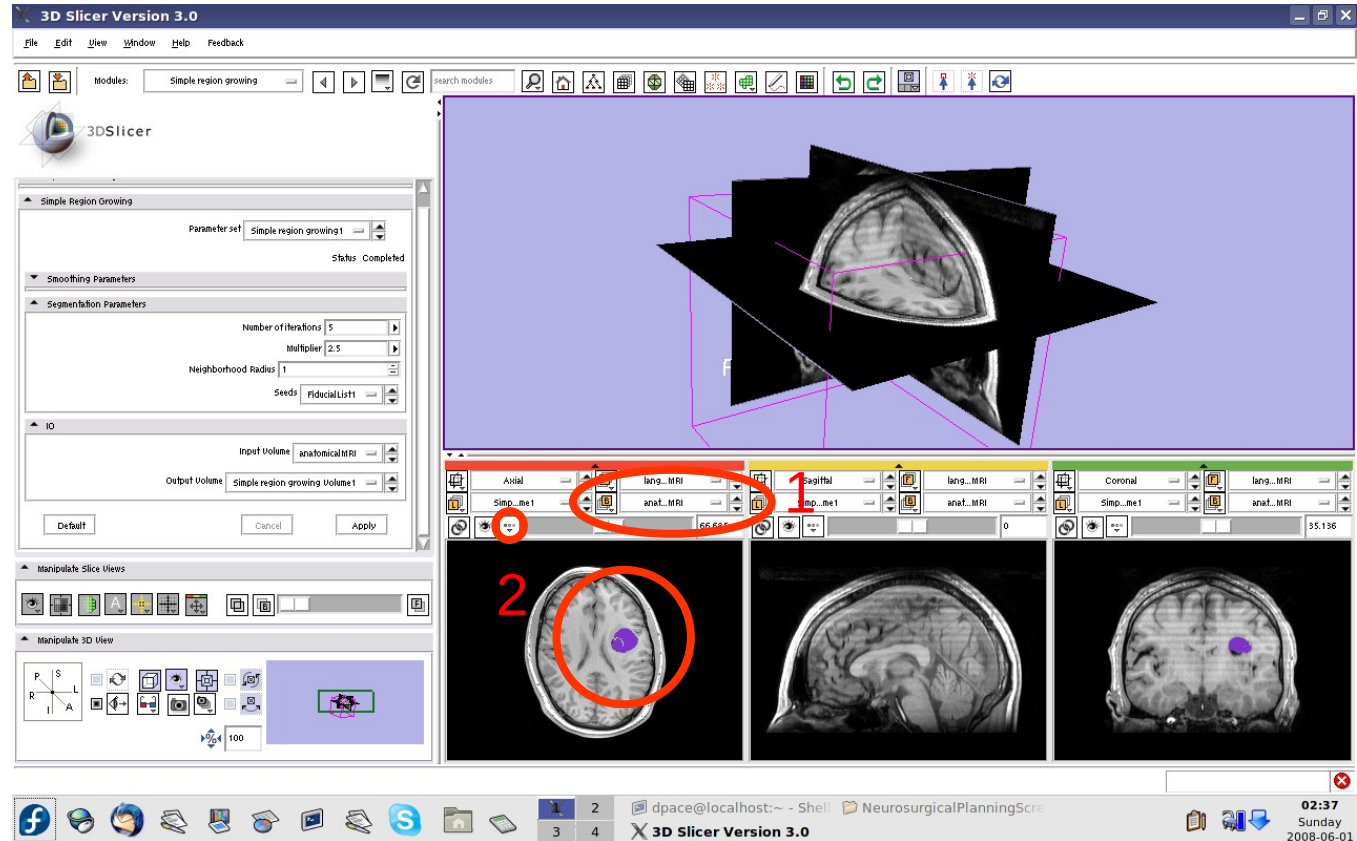 3D Slicer Version 3.0
File Edit View Window Help Feedback
Modules: Simple region growing search modules
3DSlicer
Simple Region Growing
Parameter set Simple region growing1
Status Completed
Smoothing Parameters
Segmentation Parameters
Number of iterations 5
Multiplier 2.5
Neighborhood Radius 1
Seeds FiducialList1
IO
Input Volume anatomicalMRI
Output Volume Simple region growing Volume1
Default Cancel Apply
Manipulate Slice Views
Manipulate 3D View
P S
R L
I A
100
Axial lang...MRI
Simp...me1 anat...MRI
1
Sagittal lang...MRI
anat...MRI
0
Coronal lang...MRI
Simp...me1 anat...MRI
35.136
2
1 2
3 4
dpace@localhost:~ - Shell NeurosurgicalPlanningScre
3D Slicer Version 3.0
02:37
Sunday
2008-06-01